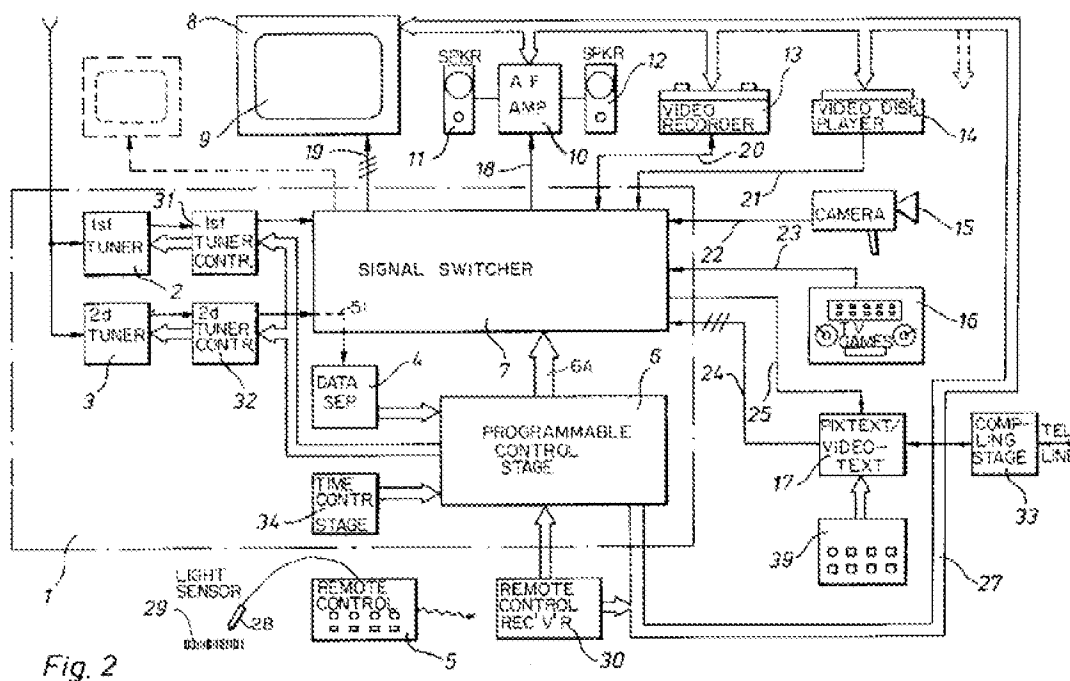 8
9
SPKR
11
A F
AMP
10
SPKR
12
13
VIDEO
RECORDER
VIDEO DISK
PLAYER
14
19
18
20
21
31
1st
TUNER
2
1st
TUNER
CONTR.
SIGNAL SWITCHER
7
22
CAMERA
15
23
TV
GAMES
16
2d
TUNER
3
2d
TUNER
CONTR.
32
51
DATA
SEP
4
6A
6
PROGRAMMABLE
CONTROL
STAGE
24
25
PIXTEXT/
VIDEO-
TEXT
17
COMP-
LING
STAGE
33
TEL
LINE
TIME
CONTR
STAGE
34
39
27
1
LIGHT
SENSOR
29
28
REMOTE
CONTROL
5
REMOTE
CONTROL
REC'V'R
30
Fig. 2